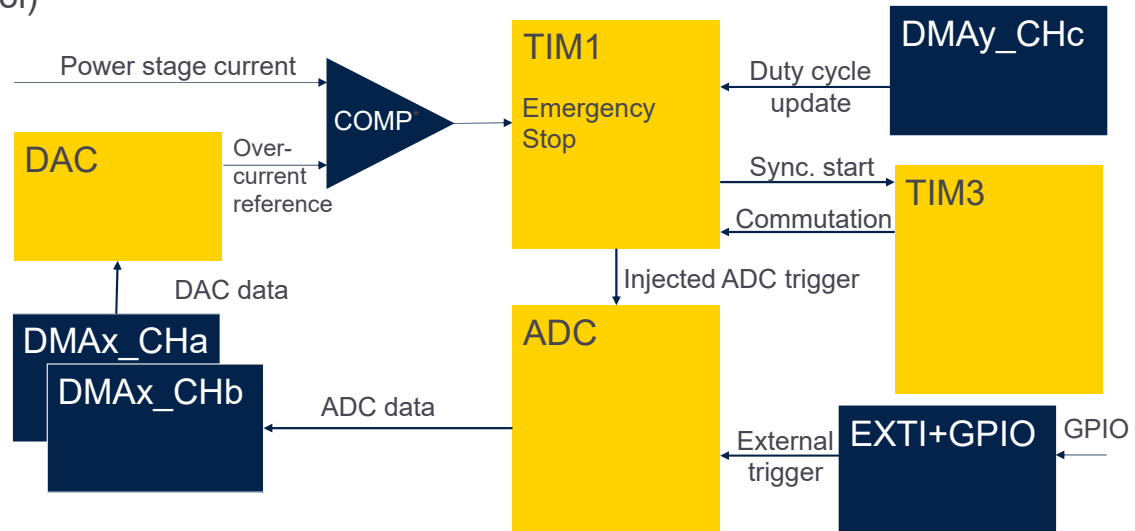 ol)
Power stage current
COMP*
TIM1
Emergency
Stop
DMAy_CHc
Duty cycle
update
DAC
Over-
current
reference
Sync. start
TIM3
Commutation
DAC data
Injected ADC trigger
DMAx_CHa
DMAx_CHb
ADC data
ADC
External
trigger
EXTI+GPIO
GPIO